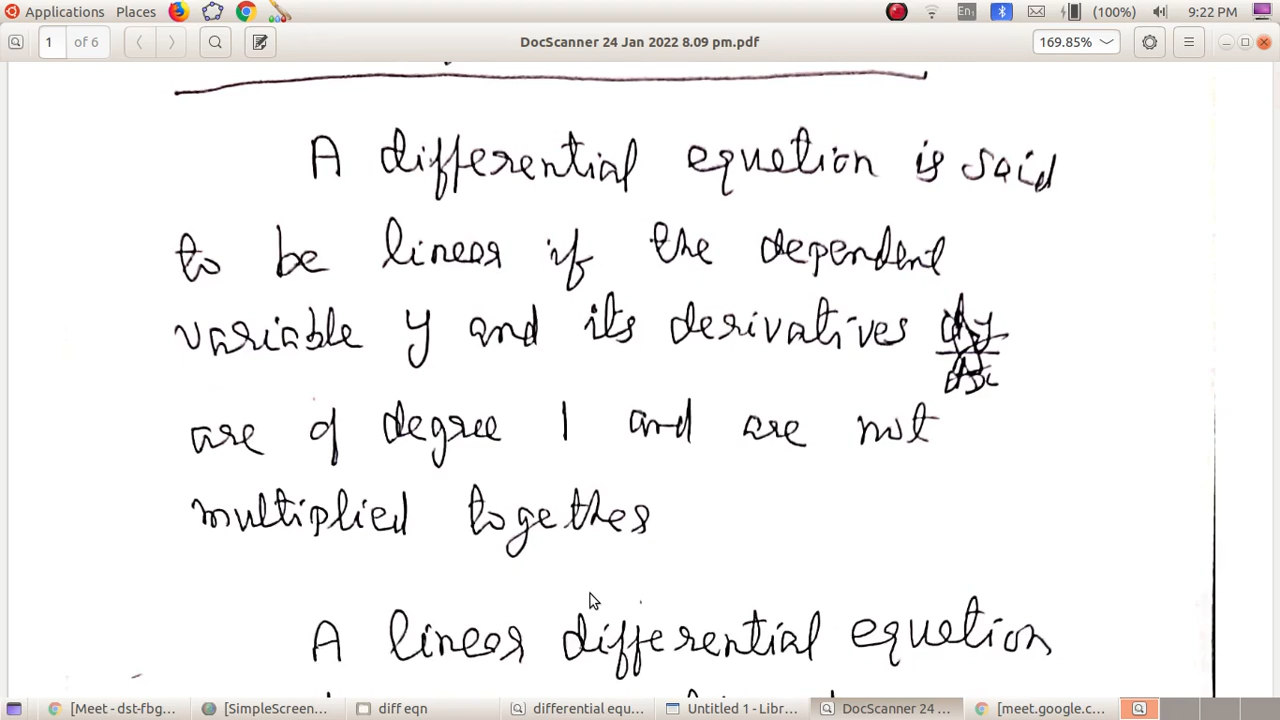 Applications Places En₁ (100%) 9:22 PM
1 of 6 DocScanner 24 Jan 2022 8.09 pm.pdf 169.85%
A differential equation is said
to be linear if the dependent
variable y and its derivatives
are of degree 1 and are not
multiplied together
A linear differential equation
[Meet - dst-fbg... [SimpleScreen... diff eqn differential equ... Untitled 1 - Libr... DocScanner 24 ... [meet.google.c...